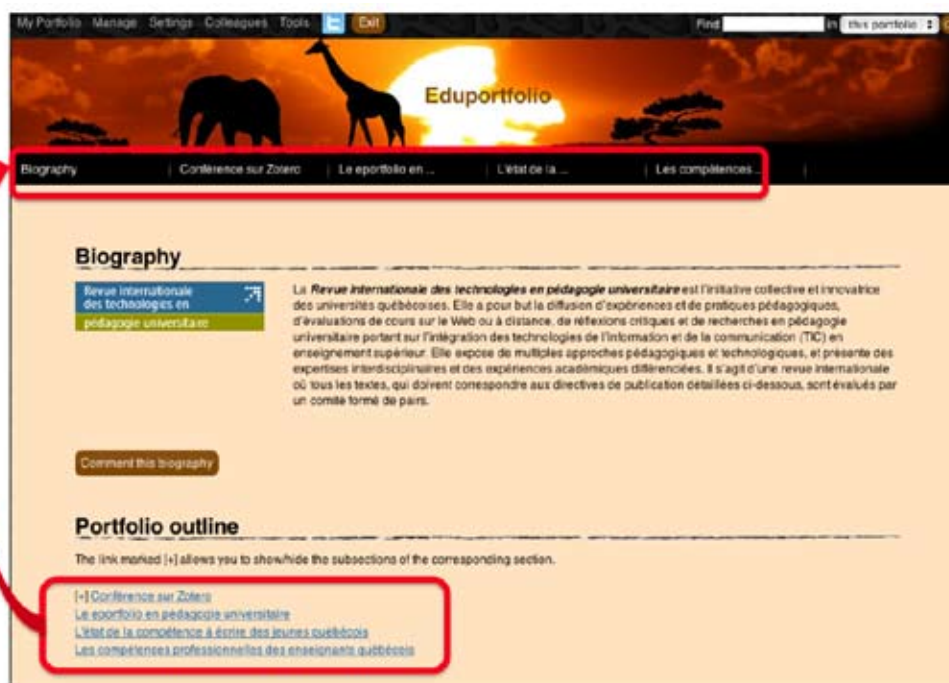 My Portfolio Manage Settings Colleagues Tools Exit Find in this portfolio
Eduportfolio
Biography Conférence sur Zotero Le eportfolio en ... L'état de la ... Les compétences...
Biography
Revue internationale
des technologies en
pédagogie universitaire
La Revue internationale des technologies en pédagogie universitaire est l'initiative collective et innovatrice
des universités québécoises. Elle a pour but la diffusion d'expériences et de pratiques pédagogiques,
d'évaluations de cours sur le Web ou à distance, de réflexions critiques et de recherches en pédagogie
universitaire portant sur l'intégration des technologies de l'information et de la communication (TIC) en
enseignement supérieur. Elle expose de multiples approches pédagogiques et technologiques, et présente des
expertises interdisciplinaires et des expériences académiques différenciées. Il s'agit d'une revue internationale
où tous les textes, qui doivent correspondre aux directives de publication détaillées ci-dessous, sont évalués par
un comité formé de pairs.
Comment this biography
Portfolio outline
The link marked [+] allows you to show/hide the subsections of the corresponding section.
[+] Conférence sur Zotero
Le eportfolio en pédagogie universitaire
L'état de la compétence à écrire des jeunes québécois
Les compétences professionnelles des enseignants québécois